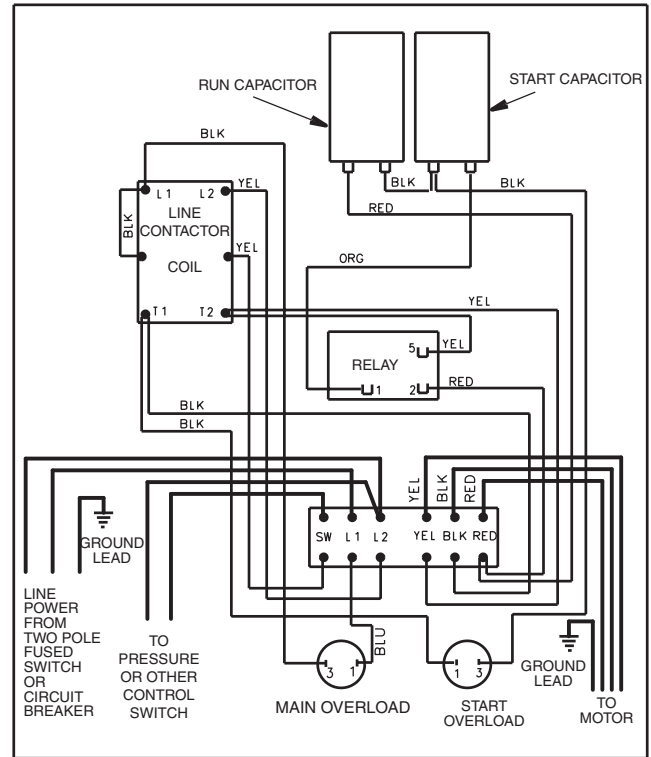 RUN CAPACITOR
START CAPACITOR
BLK
L1 L2
YEL
LINE
CONTACTOR
BLK
YEL
COIL
T1 T2
BLK
BLK
RED
ORG
YEL
5
YEL
RELAY
1
2
RED
BLK
BLK
YEL
BLK
RED
SW L1 L2 YEL BLK RED
GROUND
LEAD
LINE
POWER
FROM
TWO POLE
FUSED
SWITCH
OR
CIRCUIT
BREAKER
TO
PRESSURE
OR OTHER
CONTROL
SWITCH
BLU
3 1
MAIN OVERLOAD
1 3
START
OVERLOAD
GROUND
LEAD
TO
MOTOR